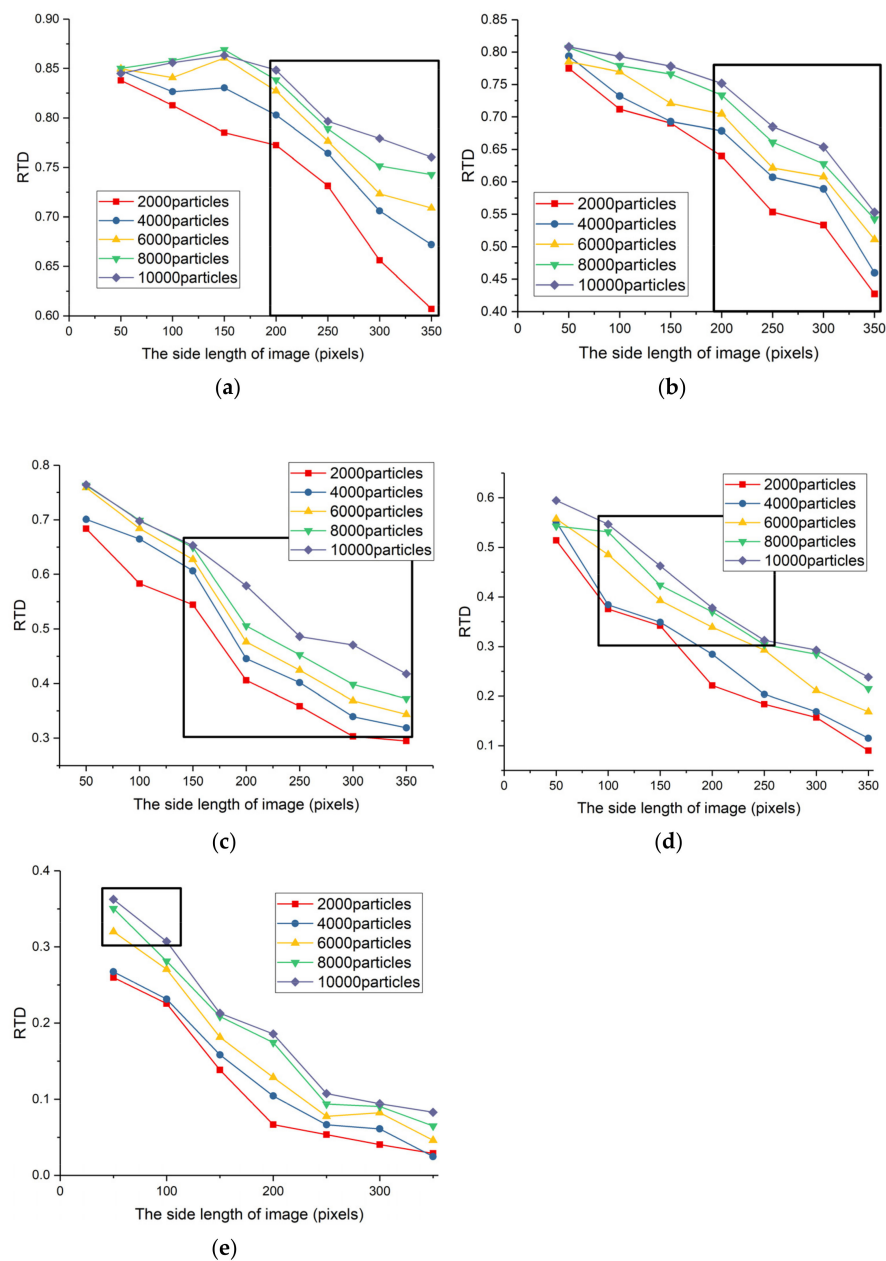 0.90
0.85
0.80
0.75
0.70
0.65
0.60
RTD
2000particles
4000particles
6000particles
8000particles
10000particles
0 50 100 150 200 250 300 350
The side length of image (pixels)
(a)
0.85
0.80
0.75
0.70
0.65
0.60
0.55
0.50
0.45
0.40
RTD
2000particles
4000particles
6000particles
8000particles
10000particles
0 50 100 150 200 250 300 350
The side length of image (pixels)
(b)
0.8
0.7
0.6
0.5
0.4
0.3
RTD
2000particles
4000particles
6000particles
8000particles
10000particles
50 100 150 200 250 300 350
The side length of image (pixels)
(c)
0.6
0.5
0.4
0.3
0.2
0.1
RTD
2000particles
4000particles
6000particles
8000particles
10000particles
0 50 100 150 200 250 300 350
The side length of image (pixels)
(d)
0.4
0.3
0.2
0.1
0.0
RTD
2000particles
4000particles
6000particles
8000particles
10000particles
0 100 200 300
The side length of image (pixels)
(e)